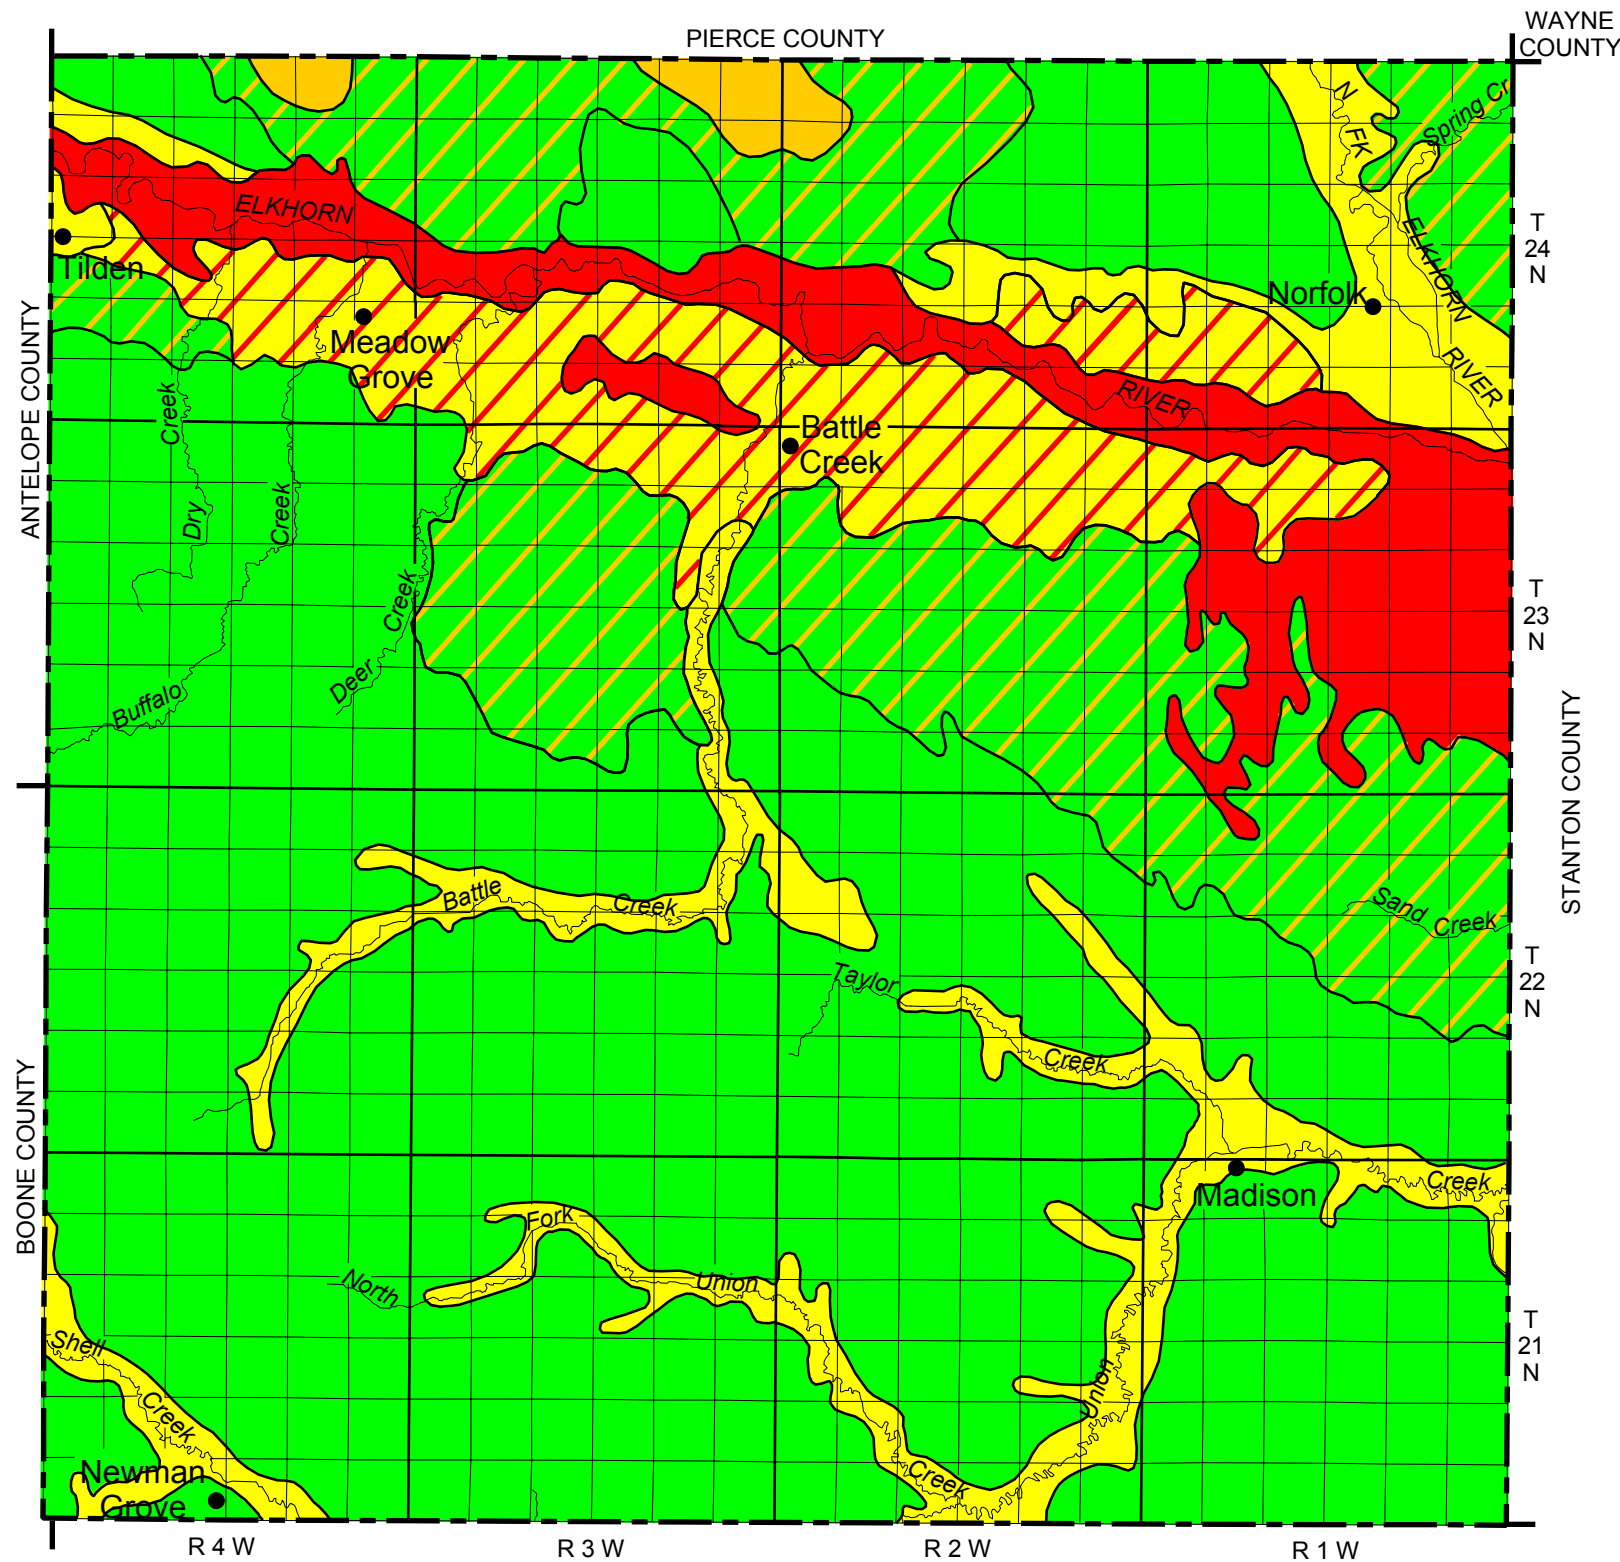 WAYNE
COUNTY
PIERCE COUNTY
N
FK
Spring Cr
ELKHORN
T
24
N
ELKHORN
RIVER
Tilden
Norfolk
Meadow
Grove
RIVER
Battle
Creek
ANTELOPE COUNTY
Creek
Dry
Creek
Creek
Deer
Buffalo
T
23
N
STANTON COUNTY
Battle
Creek
Sand
Creek
Taylor
Creek
T
22
N
BOONE COUNTY
Madison
Creek
Fork
North
Union
Shell
Creek
Union
T
21
N
Newman
Grove
Creek
R 4 W
R 3 W
R 2 W
R 1 W